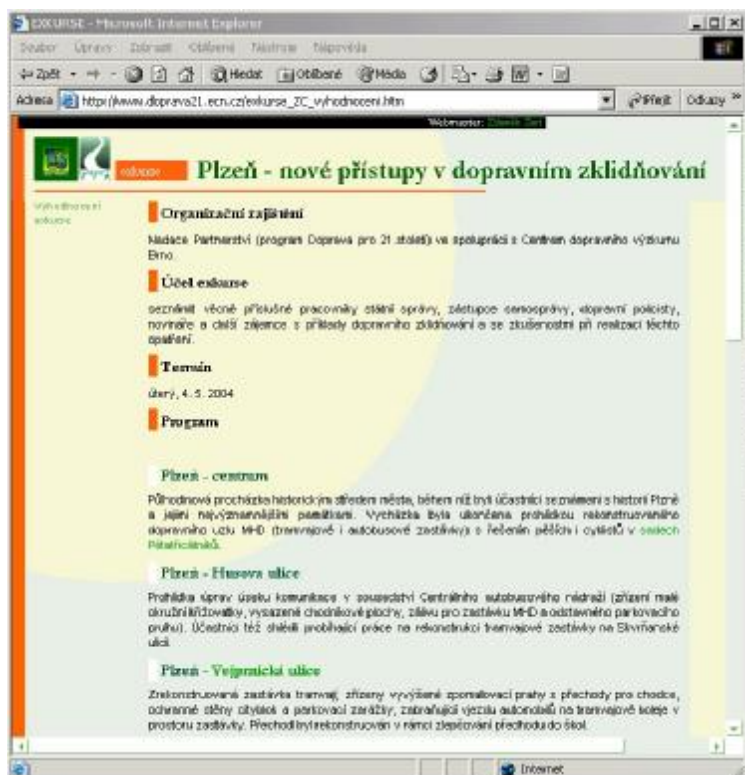 EXKURSE - Microsoft Internet Explorer
Soubor Úpravy Zobrazit Oblíbené Nástroje Nápověda
Zpět Hledat Oblíbené Média
Adresa http://www.doprava21.ecn.cz/exkurse_ZC_vyhodnoceni.htm Přejít Odkazy »
Webmaster: Zdeněk
exkurse Plzeň - nové přístupy v dopravním zklidňování
Vyhodnocení
exkurse
Organizační zajištění
Nadace Partnerství (program Doprava pro 21. století) ve spolupráci s Centrem dopravního výzkumu
Brno.
Účel exkurse
seznámit věcně příslušné pracovníky státní správy, zástupce samosprávy, dopravní policisty,
novináře a další zájemce s příklady dopravního zklidňování a se zkušenostmi při realizaci těchto
opatření.
Termín
úterý, 4. 5. 2004
Program
Plzeň - centrum
Půlhodinová procházka historickým středem města, během níž byli účastníci seznámeni s historií Plzně
a jejími nejvýznamnějšími památkami. Vycházka byla ukončena prohlídkou rekonstruovaného
dopravního uzlu MHD (tramvajové i autobusové zastávky) s řešením pěších i cyklistů v sadech
Pětatřicátníků.
Plzeň - Husova ulice
Prohlídka úprav úseku komunikace v sousedství Centrálního autobusového nádraží (zřízení malé
okružní křižovatky, vysazené chodníkové plochy, zálivu pro zastávku MHD a odstavného parkovacího
pruhu). Účastníci též shlédli probíhající práce na rekonstrukci tramvajové zastávky na Skvrňanské
ulici.
Plzeň - Vejprnická ulice
Zrekonstruovaná zastávka tramvají, zřízeny vyvýšené zpomalovací prahy s přechody pro chodce,
ochranné stěny citybloc a parkovací zarážky, zabraňující vjezdu automobilů na tramvajové koleje v
prostoru zastávky. Přechod byl rekonstruován v rámci zlepšování přechodu do škol.
Internet